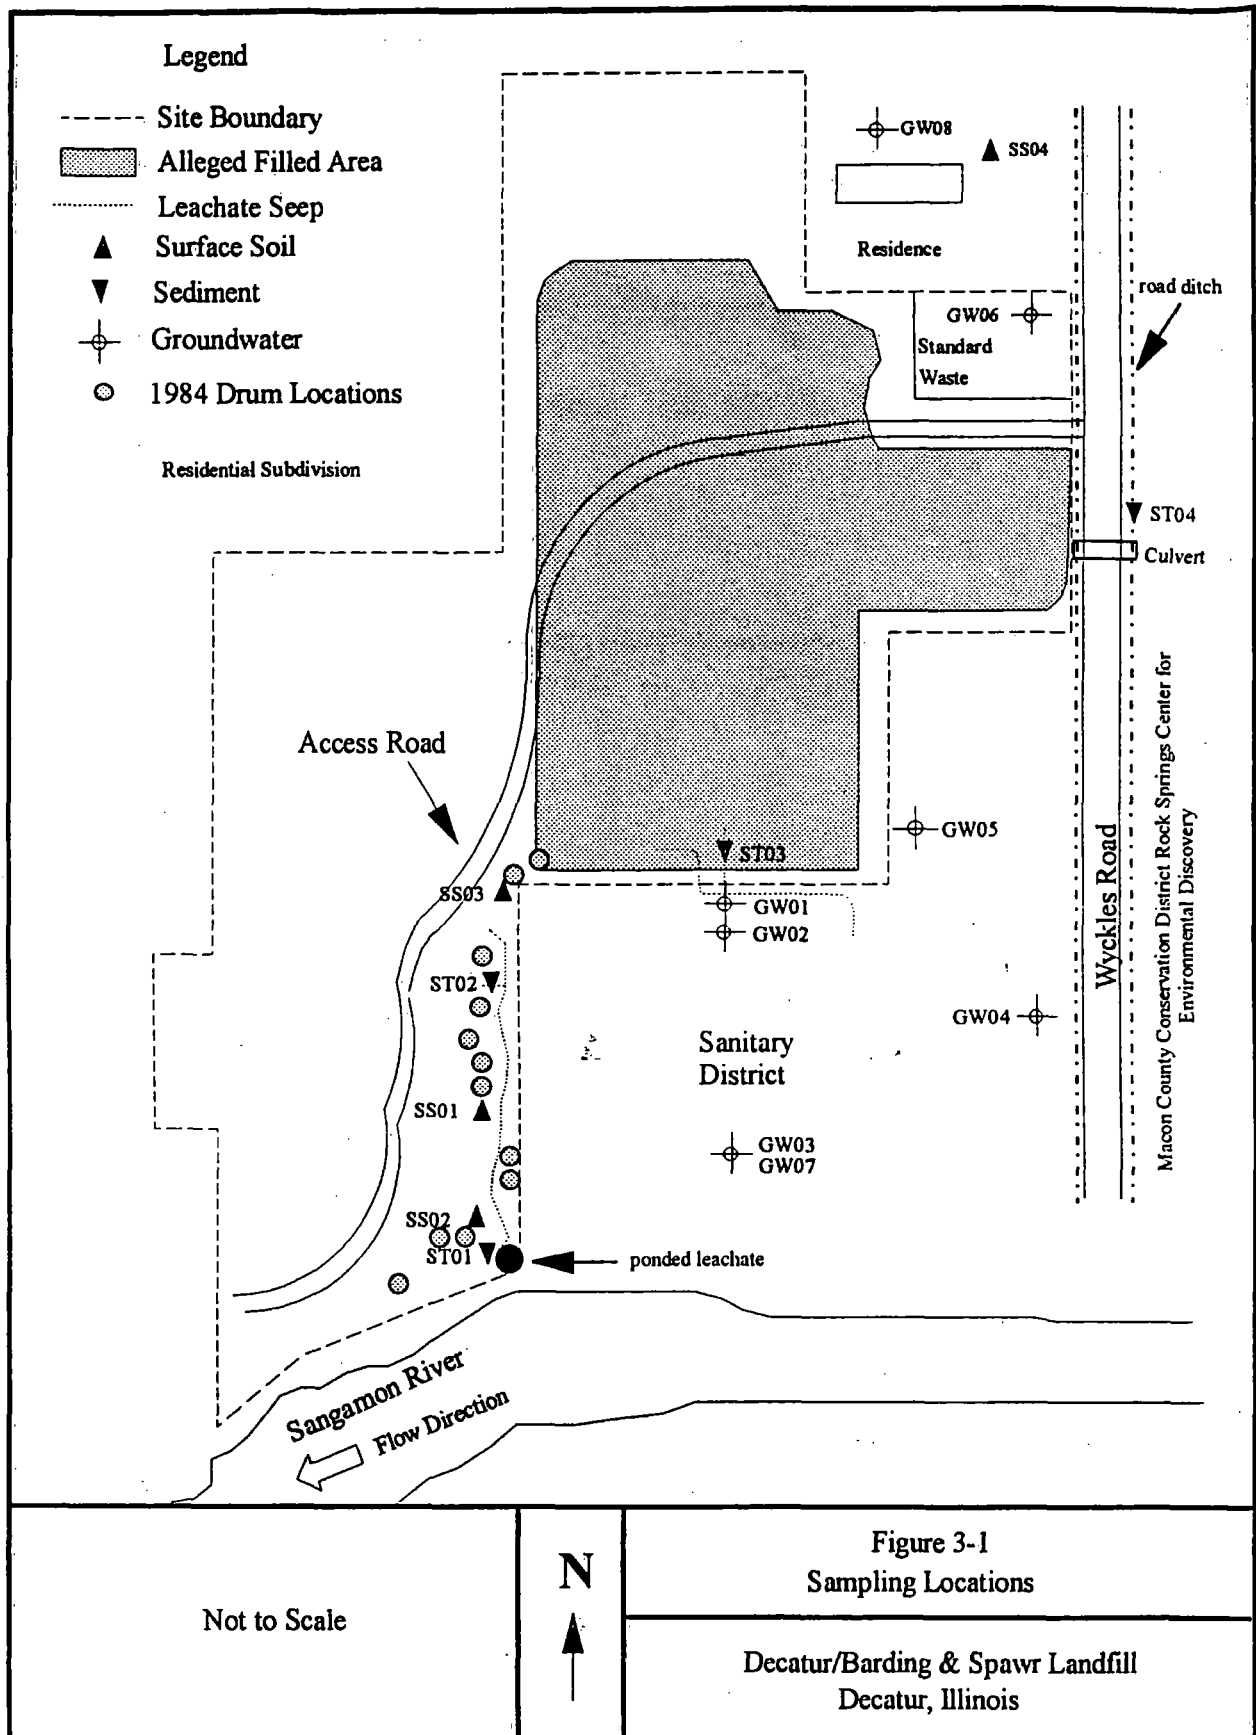 Legend
Site Boundary
Alleged Filled Area
Leachate Seep
Surface Soil
Sediment
Groundwater
1984 Drum Locations
Residential Subdivision
GW08
SS04
Residence
road ditch
GW06
Standard
Waste
ST04
Culvert
Access Road
Macon County Conservation District Rock Springs Center for
Environmental Discovery
Wyckles Road
GW05
ST03
SS03
GW01
GW02
ST02
GW04
Sanitary
District
SS01
GW03
GW07
SS02
ST01
ponded leachate
Sangamon River
Flow Direction
Not to Scale
N
Figure 3-1
Sampling Locations
Decatur/Barding & Spawr Landfill
Decatur, Illinois